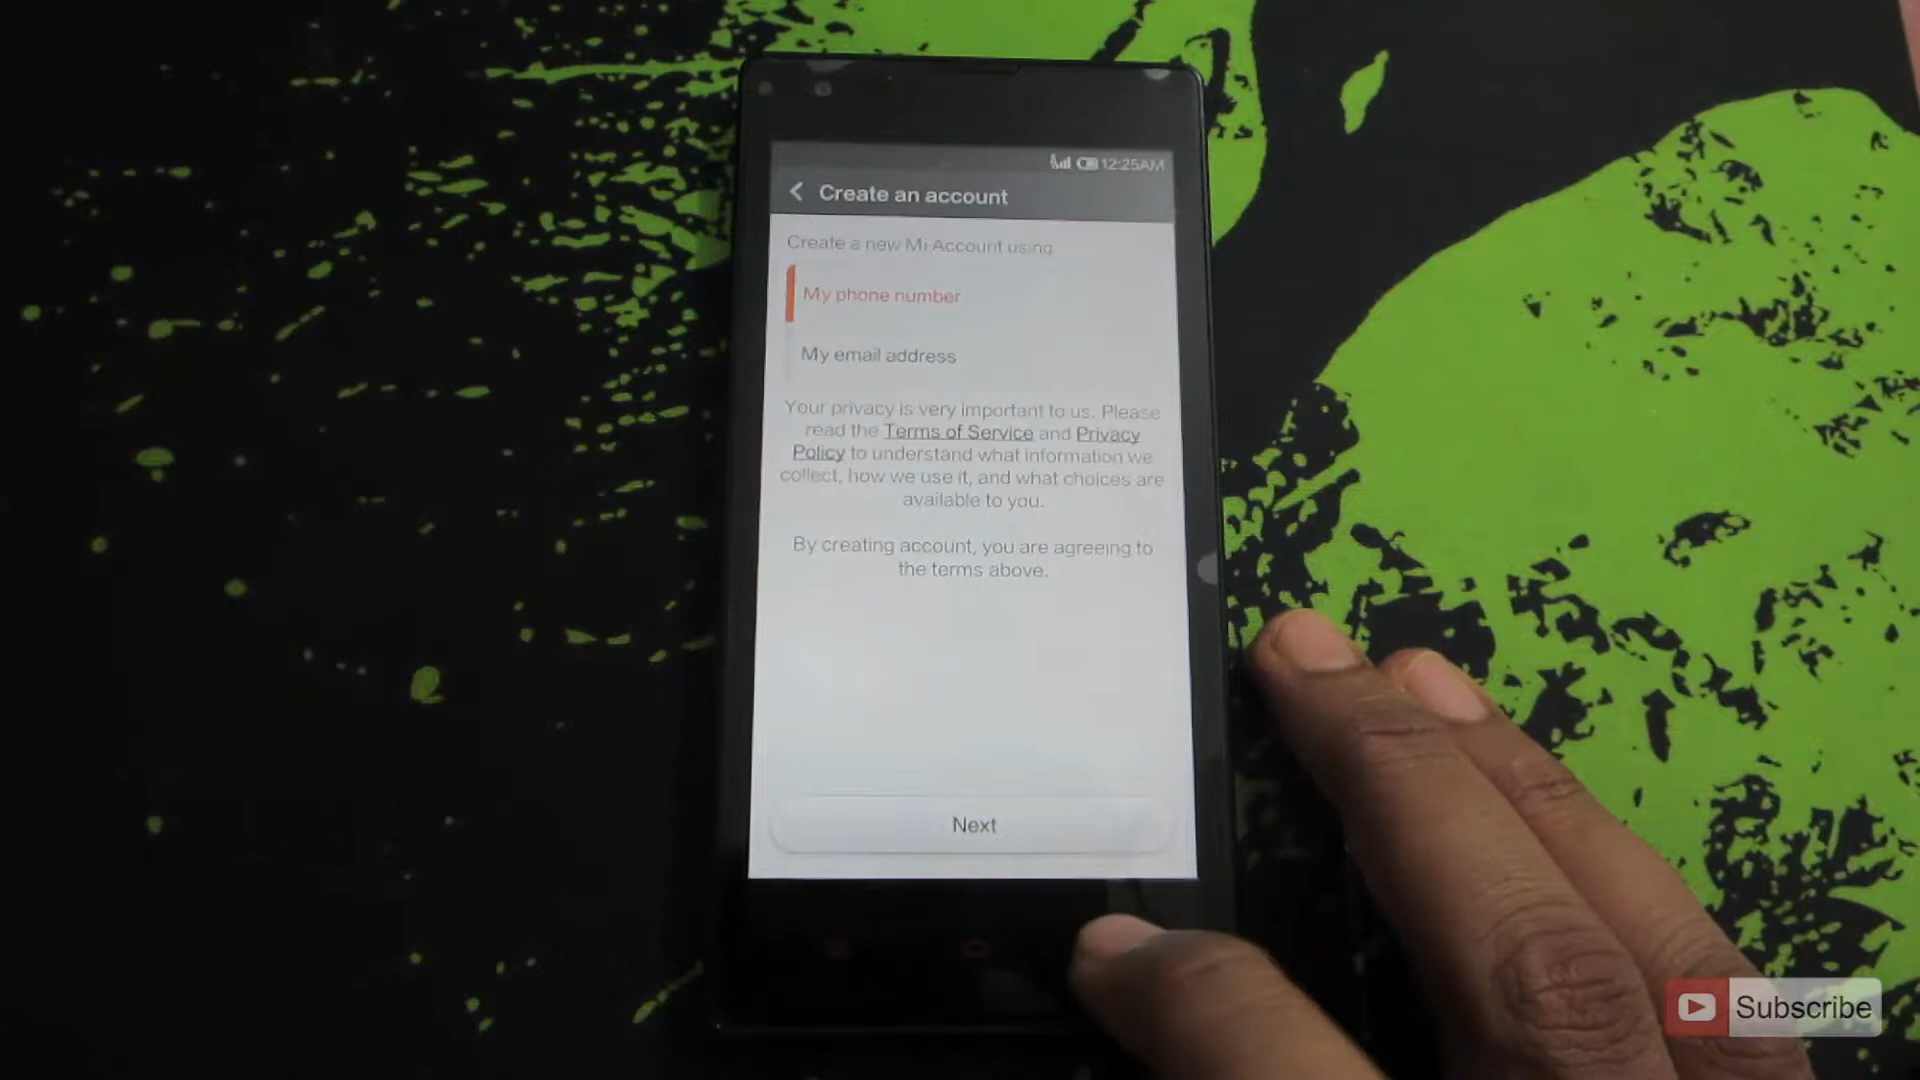 12:25AM
Create an account
Create a new Mi Account using
My phone number
My email address
Your privacy is very important to us. Please
read the Terms of Service and Privacy
Policy to understand what information we
collect, how we use it, and what choices are
available to you.
By creating account, you are agreeing to
the terms above.
Next
Subscribe